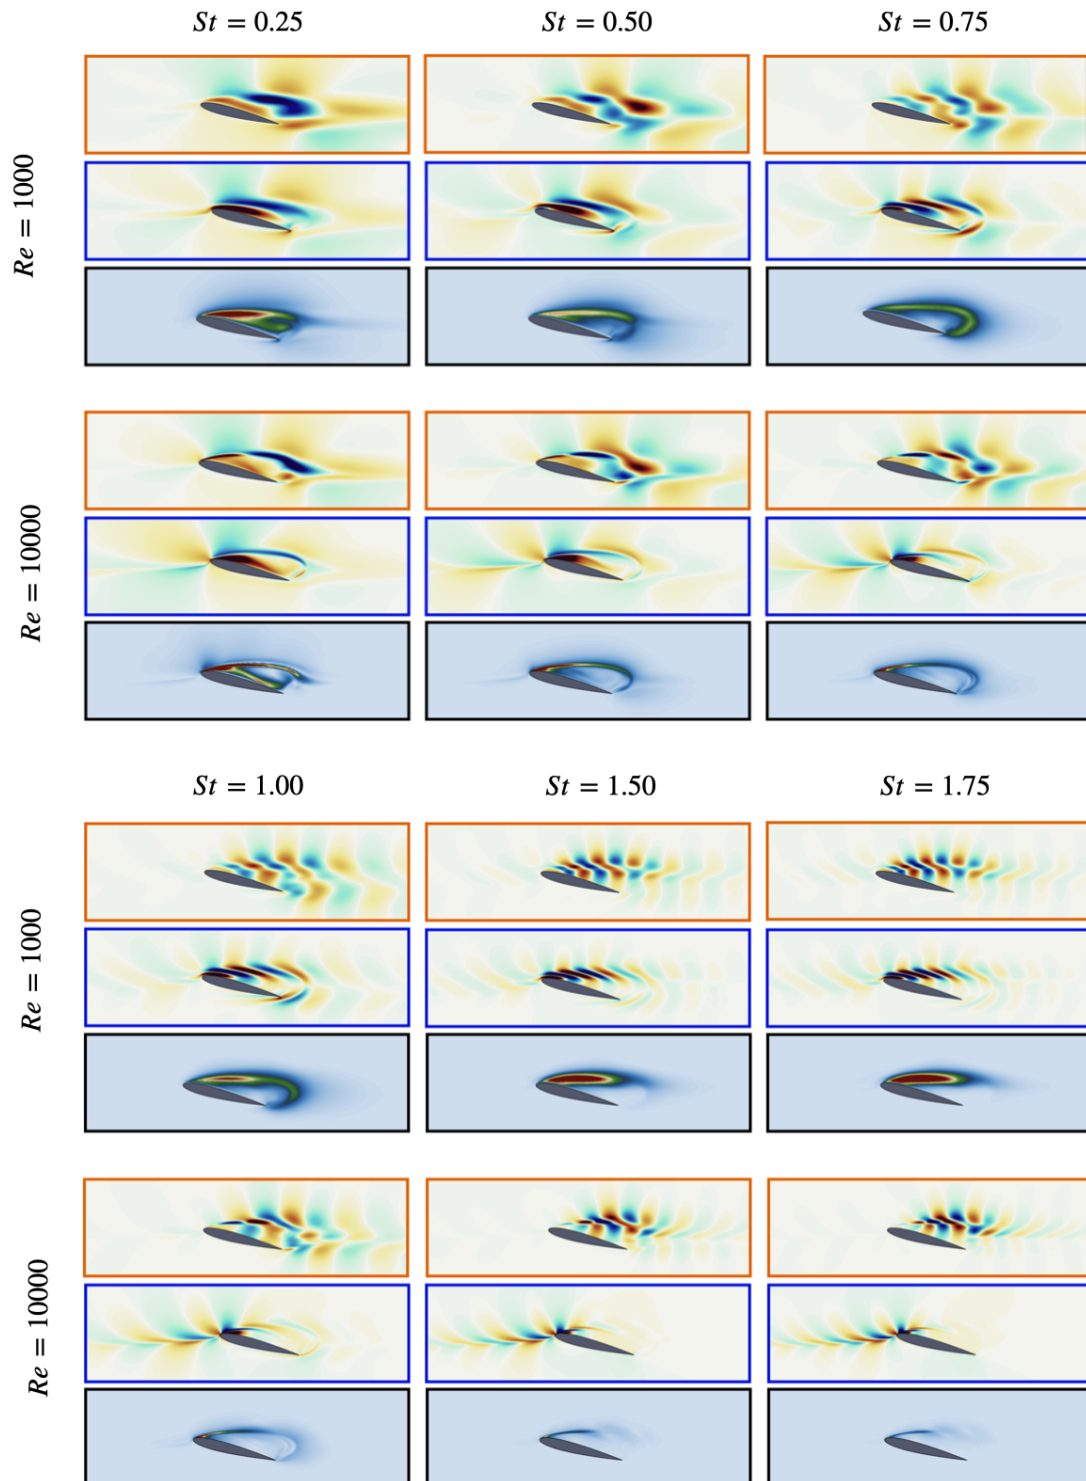 St = 0.25 St = 0.50 St = 0.75
Re = 1000
Re = 10000
St = 1.00 St = 1.50 St = 1.75
Re = 1000
Re = 10000